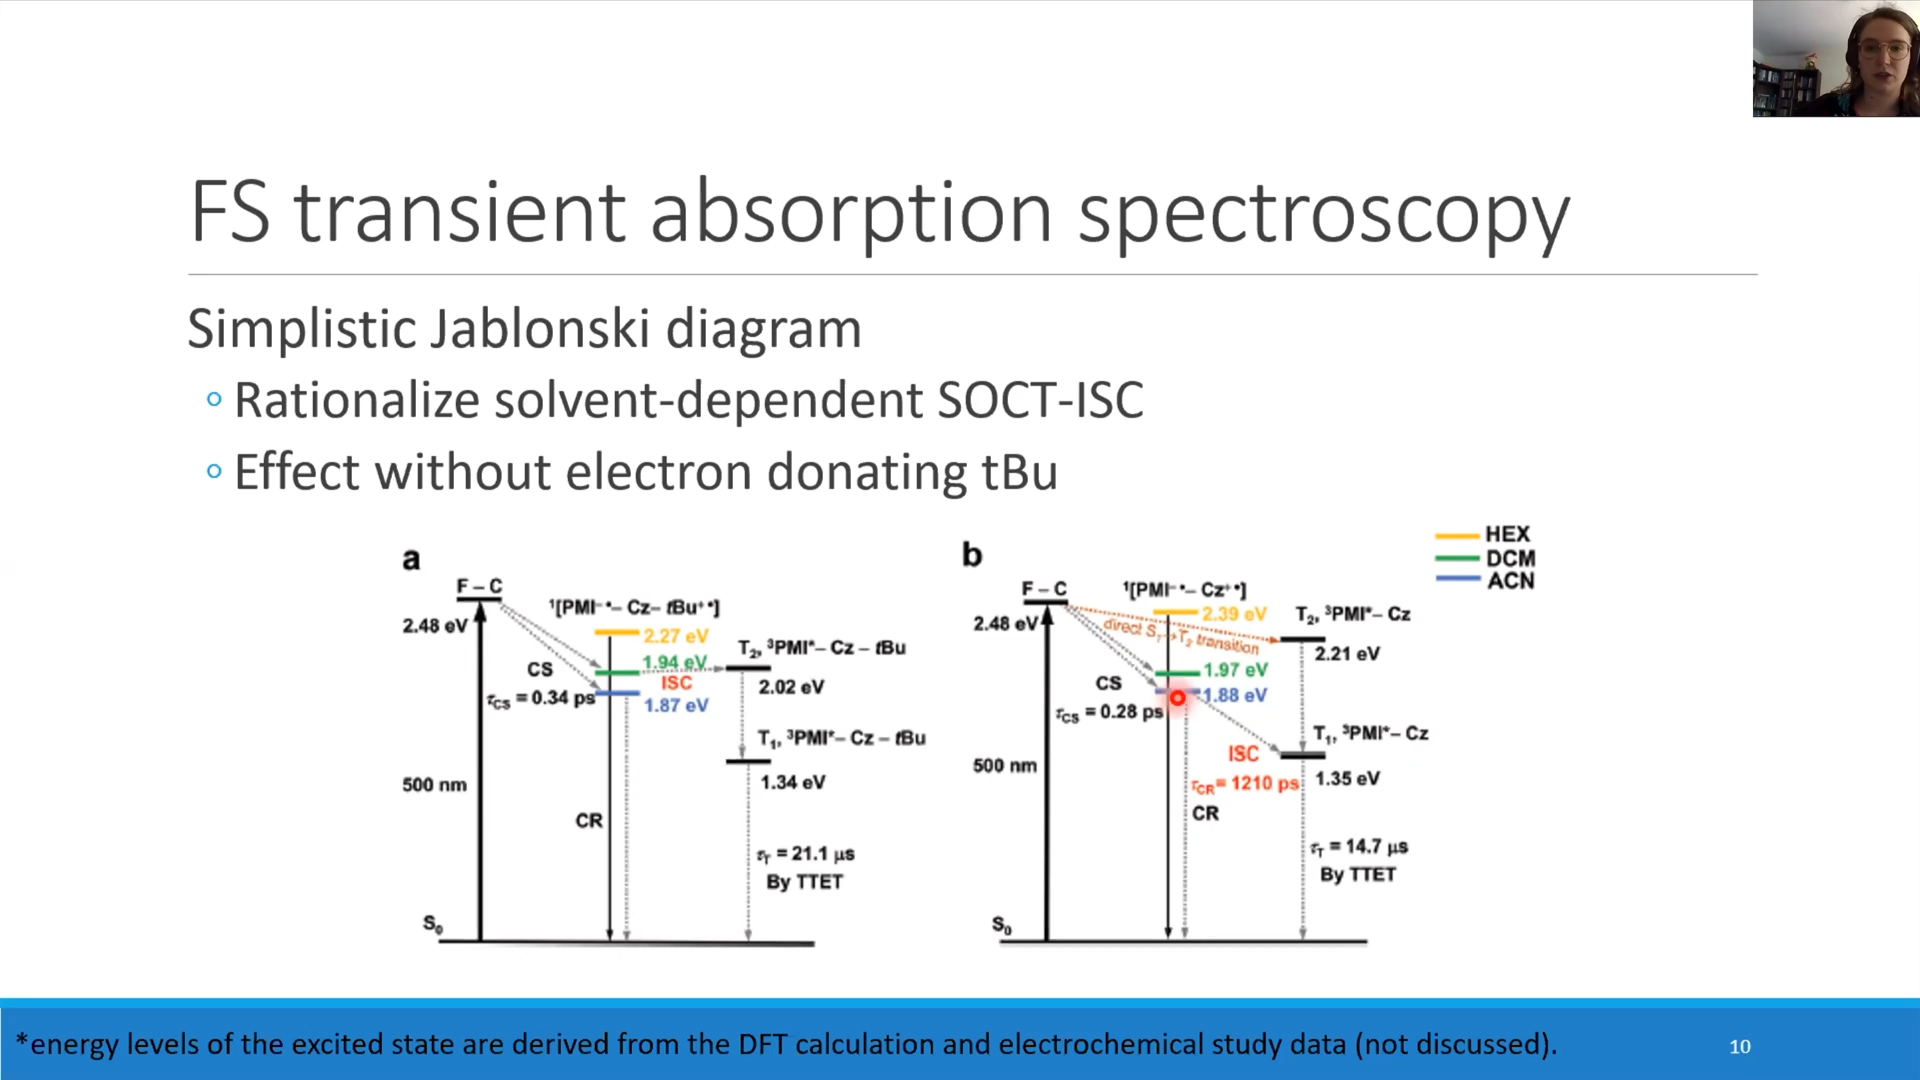 FS transient absorption spectroscopy
Simplistic Jablonski diagram
Rationalize solvent-dependent SOCT-ISC
Effect without electron donating tBu
a
F – C
2.48 eV
¹[PMI⁻•– Cz– tBu⁺•]
2.27 eV
1.94 eV
ISC
1.87 eV
CS
τCS = 0.34 ps
T₂, ³PMI*– Cz – tBu
2.02 eV
T₁, ³PMI*– Cz – tBu
1.34 eV
500 nm
CR
τT = 21.1 μs
By TTET
S₀
b
F – C
2.48 eV
¹[PMI⁻•– Cz⁺•]
2.39 eV
direct S₁→T₂ transition
1.97 eV
1.88 eV
CS
τCS = 0.28 ps
T₂, ³PMI*– Cz
2.21 eV
T₁, ³PMI*– Cz
1.35 eV
500 nm
ISC
τCR= 1210 ps
CR
τT = 14.7 μs
By TTET
S₀
HEX
DCM
ACN
*energy levels of the excited state are derived from the DFT calculation and electrochemical study data (not discussed).
10